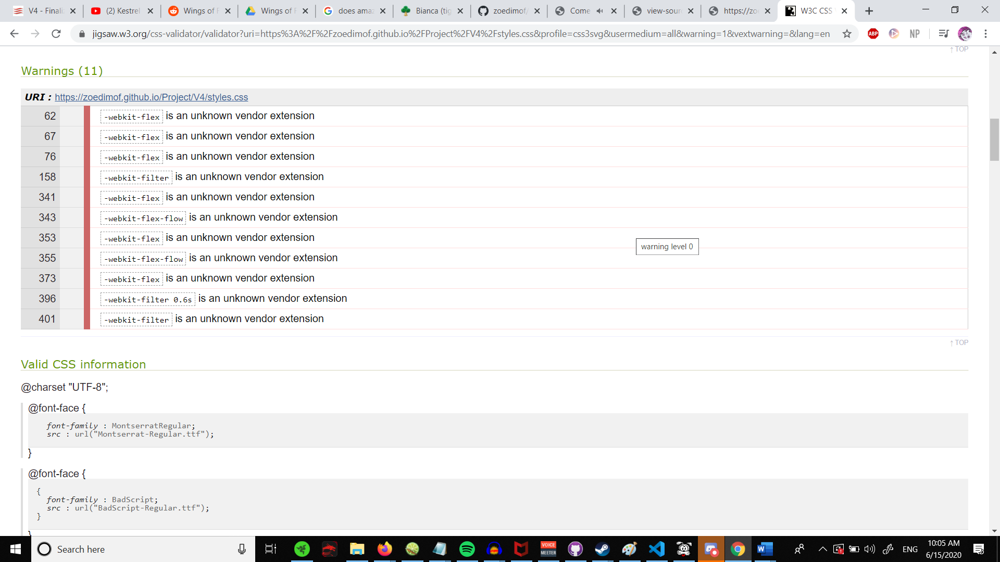 V4 - Finali
(2) Kestrel
Wings of F
Wings of F
does amaz
Bianca (tig
zoedimof/
Come
view-sour
https://zoe
W3C CSS
jigsaw.w3.org/css-validator/validator?uri=https%3A%2F%2Fzoedimof.github.io%2FProject%2FV4%2Fstyles.css&profile=css3svg&usermedium=all&warning=1&vextwarning=&lang=en
ABP
NP
↑ TOP
Warnings (11)
URI : https://zoedimof.github.io/Project/V4/styles.css
62 -webkit-flex is an unknown vendor extension
67 -webkit-flex is an unknown vendor extension
76 -webkit-flex is an unknown vendor extension
158 -webkit-filter is an unknown vendor extension
341 -webkit-flex is an unknown vendor extension
343 -webkit-flex-flow is an unknown vendor extension
353 -webkit-flex is an unknown vendor extension
warning level 0
355 -webkit-flex-flow is an unknown vendor extension
373 -webkit-flex is an unknown vendor extension
396 -webkit-filter 0.6s is an unknown vendor extension
401 -webkit-filter is an unknown vendor extension
↑ TOP
Valid CSS information
@charset "UTF-8";
@font-face {
font-family : MontserratRegular;
src : url("Montserrat-Regular.ttf");
}
@font-face {
{
font-family : BadScript;
src : url("BadScript-Regular.ttf");
}
}
Search here
VOICE
MEETER
ENG
10:05 AM
6/15/2020